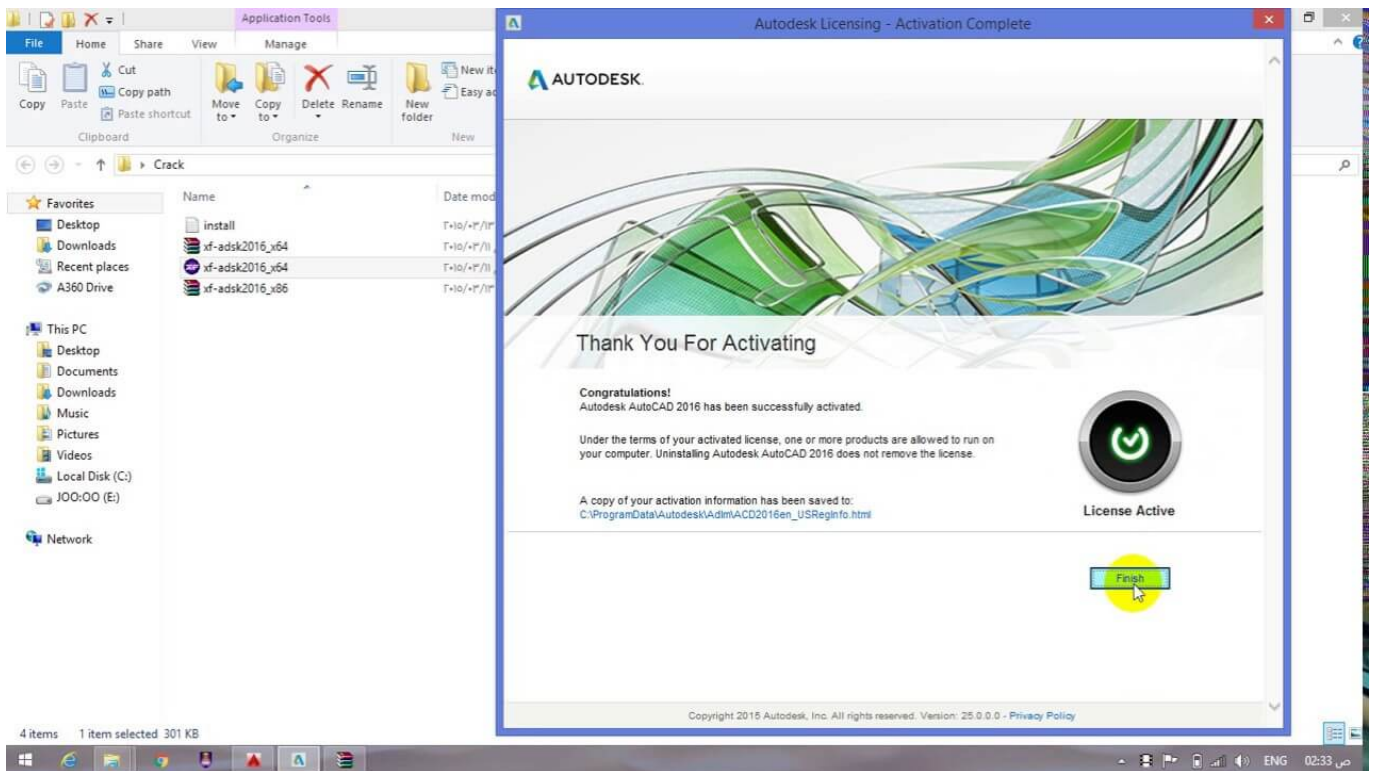 Application Tools
Autodesk Licensing - Activation Complete
File Home Share View Manage
Copy
Paste
Cut
Copy path
Paste shortcut
Move to
Copy to
Delete
Rename
New folder
New
Easy
Clipboard
Organize
New
Crack
Name
Date mod
install
xf-adsk2016_x64
xf-adsk2016_x64
xf-adsk2016_x86
Favorites
Desktop
Downloads
Recent places
A360 Drive
This PC
Desktop
Documents
Downloads
Music
Pictures
Videos
Local Disk (C:)
JOO:OO (E:)
Network
AUTODESK.
Thank You For Activating
Congratulations!
Autodesk AutoCAD 2016 has been successfully activated.
Under the terms of your activated license, one or more products are allowed to run on
your computer. Uninstalling Autodesk AutoCAD 2016 does not remove the license.
A copy of your activation information has been saved to:
C:\ProgramData\Autodesk\Adlm\ACD2016en_USRegInfo.html
License Active
Finish
Copyright 2015 Autodesk, Inc. All rights reserved. Version: 25.0.0.0 - Privacy Policy
4 items 1 item selected 301 KB
ENG 02:33 ص